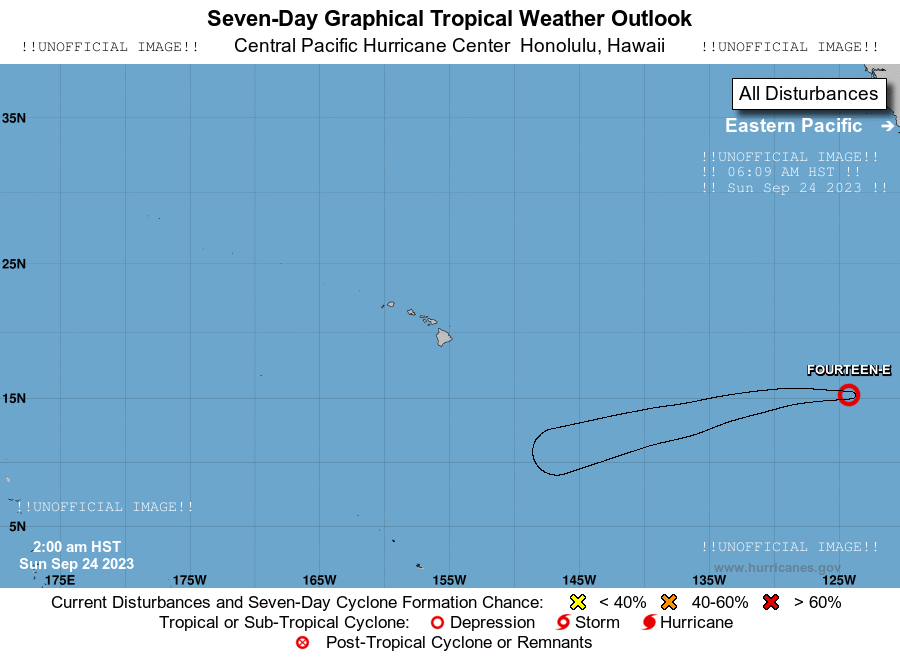 Seven-Day Graphical Tropical Weather Outlook
!!UNOFFICIAL IMAGE!! Central Pacific Hurricane Center Honolulu, Hawaii !!UNOFFICIAL IMAGE!!
All Disturbances
35N
Eastern Pacific ➔
!!UNOFFICIAL IMAGE!!
!! 06:09 AM HST !!
!! Sun Sep 24 2023 !!
25N
FOURTEEN-E
15N
!!UNOFFICIAL IMAGE!!
5N
2:00 am HST
Sun Sep 24 2023
!!UNOFFICIAL IMAGE!!
www.hurricanes.gov
175E 175W 165W 155W 145W 135W 125W
Current Disturbances and Seven-Day Cyclone Formation Chance: < 40% 40-60% > 60%
Tropical or Sub-Tropical Cyclone: Depression Storm Hurricane
Post-Tropical Cyclone or Remnants